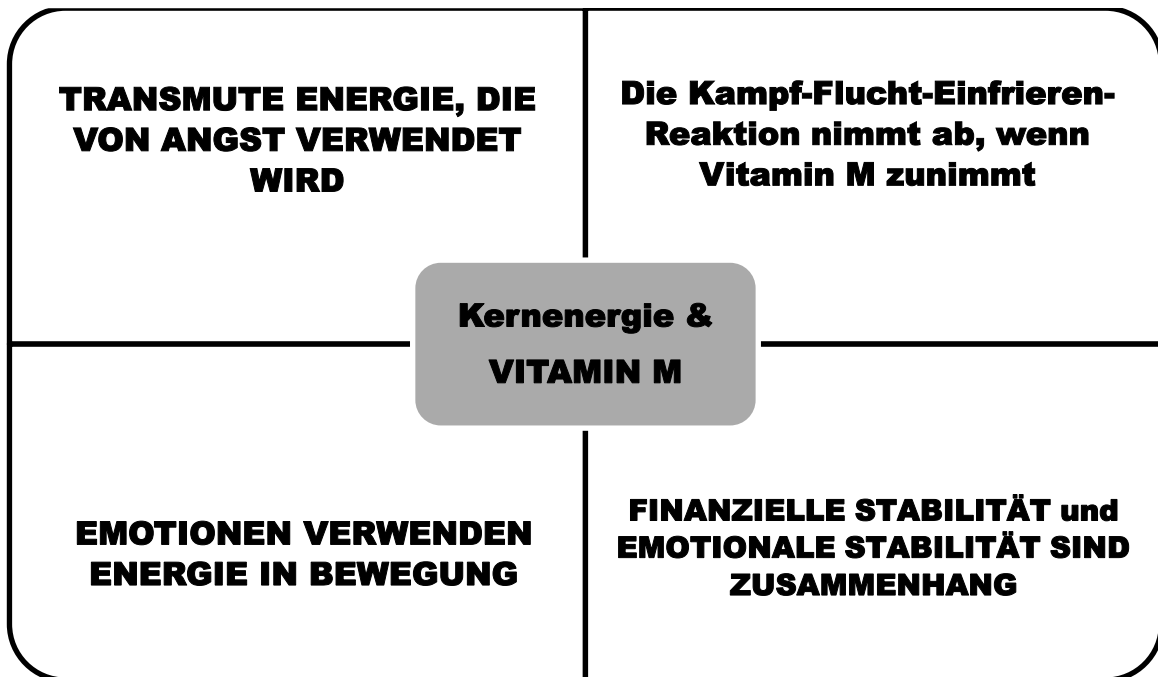 TRANSMUTE ENERGIE, DIE
VON ANGST VERWENDET
WIRD
Die Kampf-Flucht-Einfrieren-
Reaktion nimmt ab, wenn
Vitamin M zunimmt
Kernenergie &
VITAMIN M
EMOTIONEN VERWENDEN
ENERGIE IN BEWEGUNG
FINANZIELLE STABILITÄT und
EMOTIONALE STABILITÄT SIND
ZUSAMMENHANG